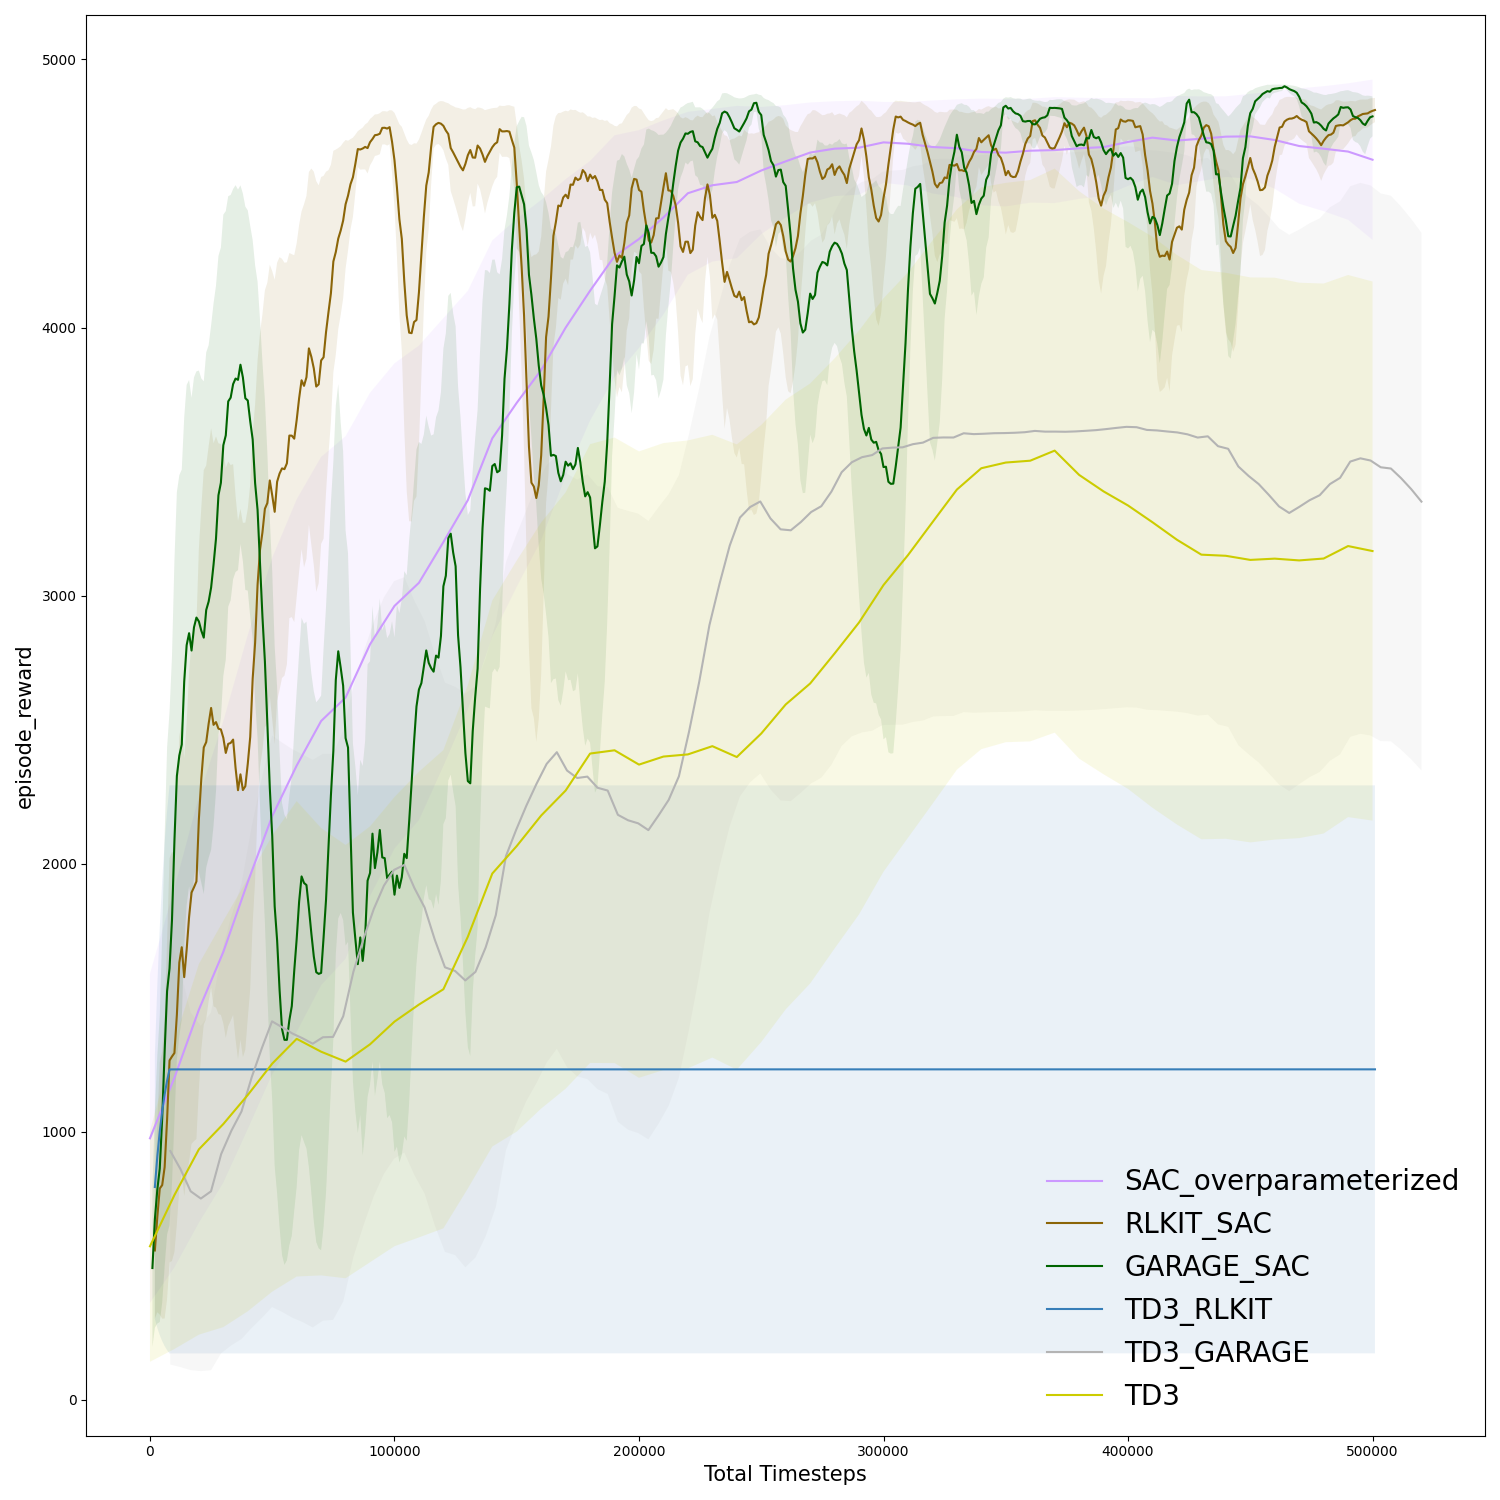 5000
4000
3000
2000
1000
0
episode_reward
0 100000 200000 300000 400000 500000
Total Timesteps
SAC_overparameterized
RLKIT_SAC
GARAGE_SAC
TD3_RLKIT
TD3_GARAGE
TD3